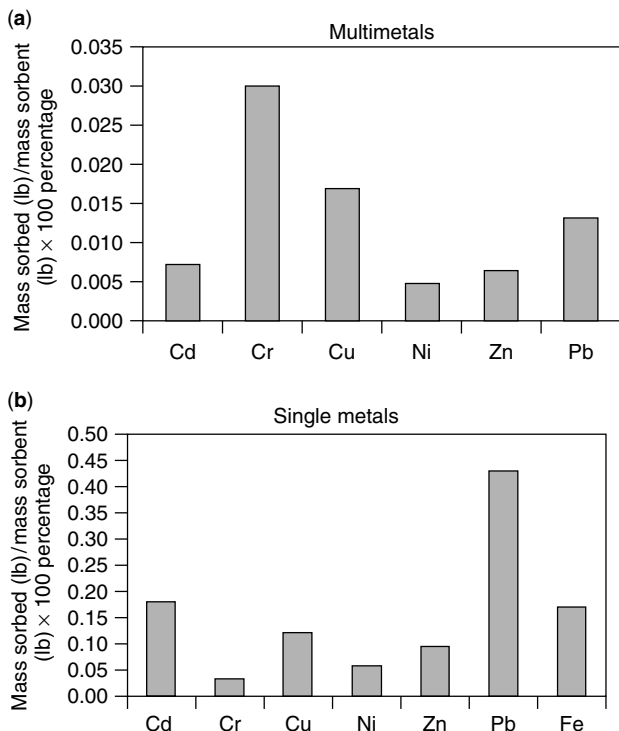 (a)
Multimetals
Mass sorbed (lb)/mass sorbent
(lb) × 100 percentage
0.035
0.030
0.025
0.020
0.015
0.010
0.005
0.000
Cd Cr Cu Ni Zn Pb
(b)
Single metals
Mass sorbed (lb)/mass sorbent
(lb) × 100 percentage
0.50
0.45
0.40
0.35
0.30
0.25
0.20
0.15
0.10
0.05
0.00
Cd Cr Cu Ni Zn Pb Fe